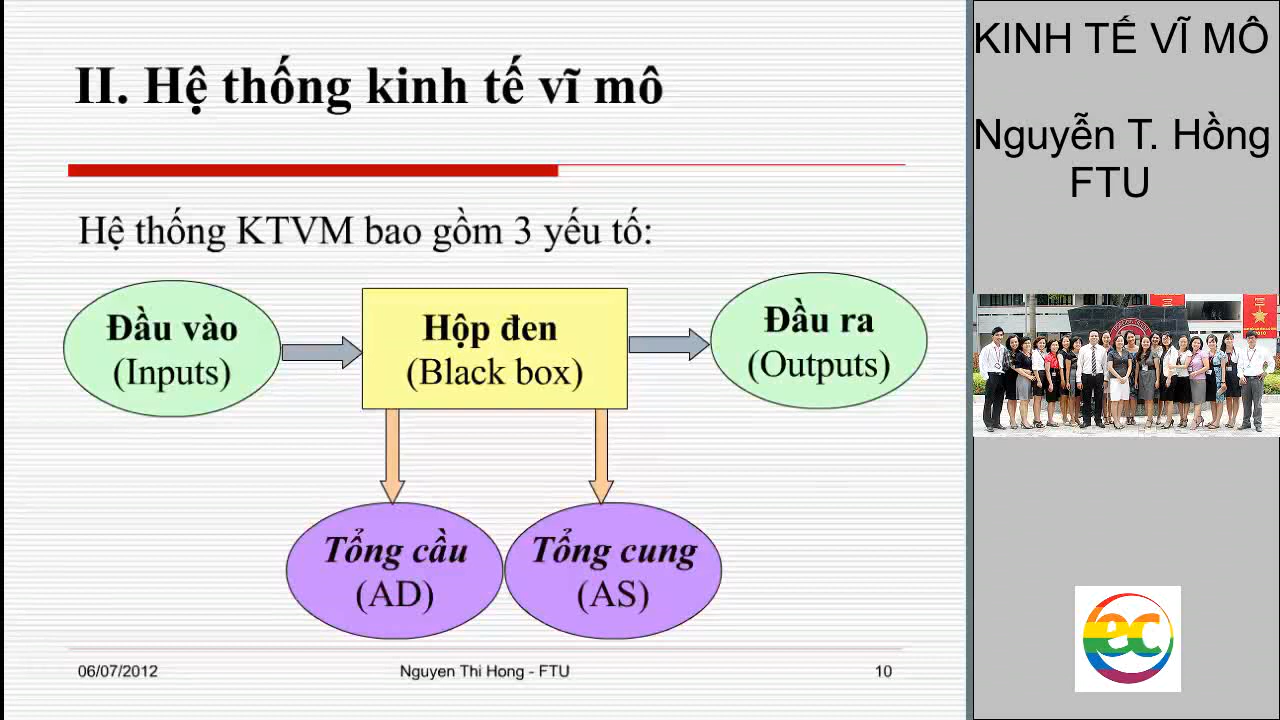 II. Hệ thống kinh tế vĩ mô
Hệ thống KTVM bao gồm 3 yếu tố:
Đầu vào
(Inputs)
Hộp đen
(Black box)
Đầu ra
(Outputs)
Tổng cầu
(AD)
Tổng cung
(AS)
06/07/2012
Nguyen Thi Hong - FTU
10
KINH TẾ VĨ MÔ
Nguyễn T. Hồng
FTU
ec